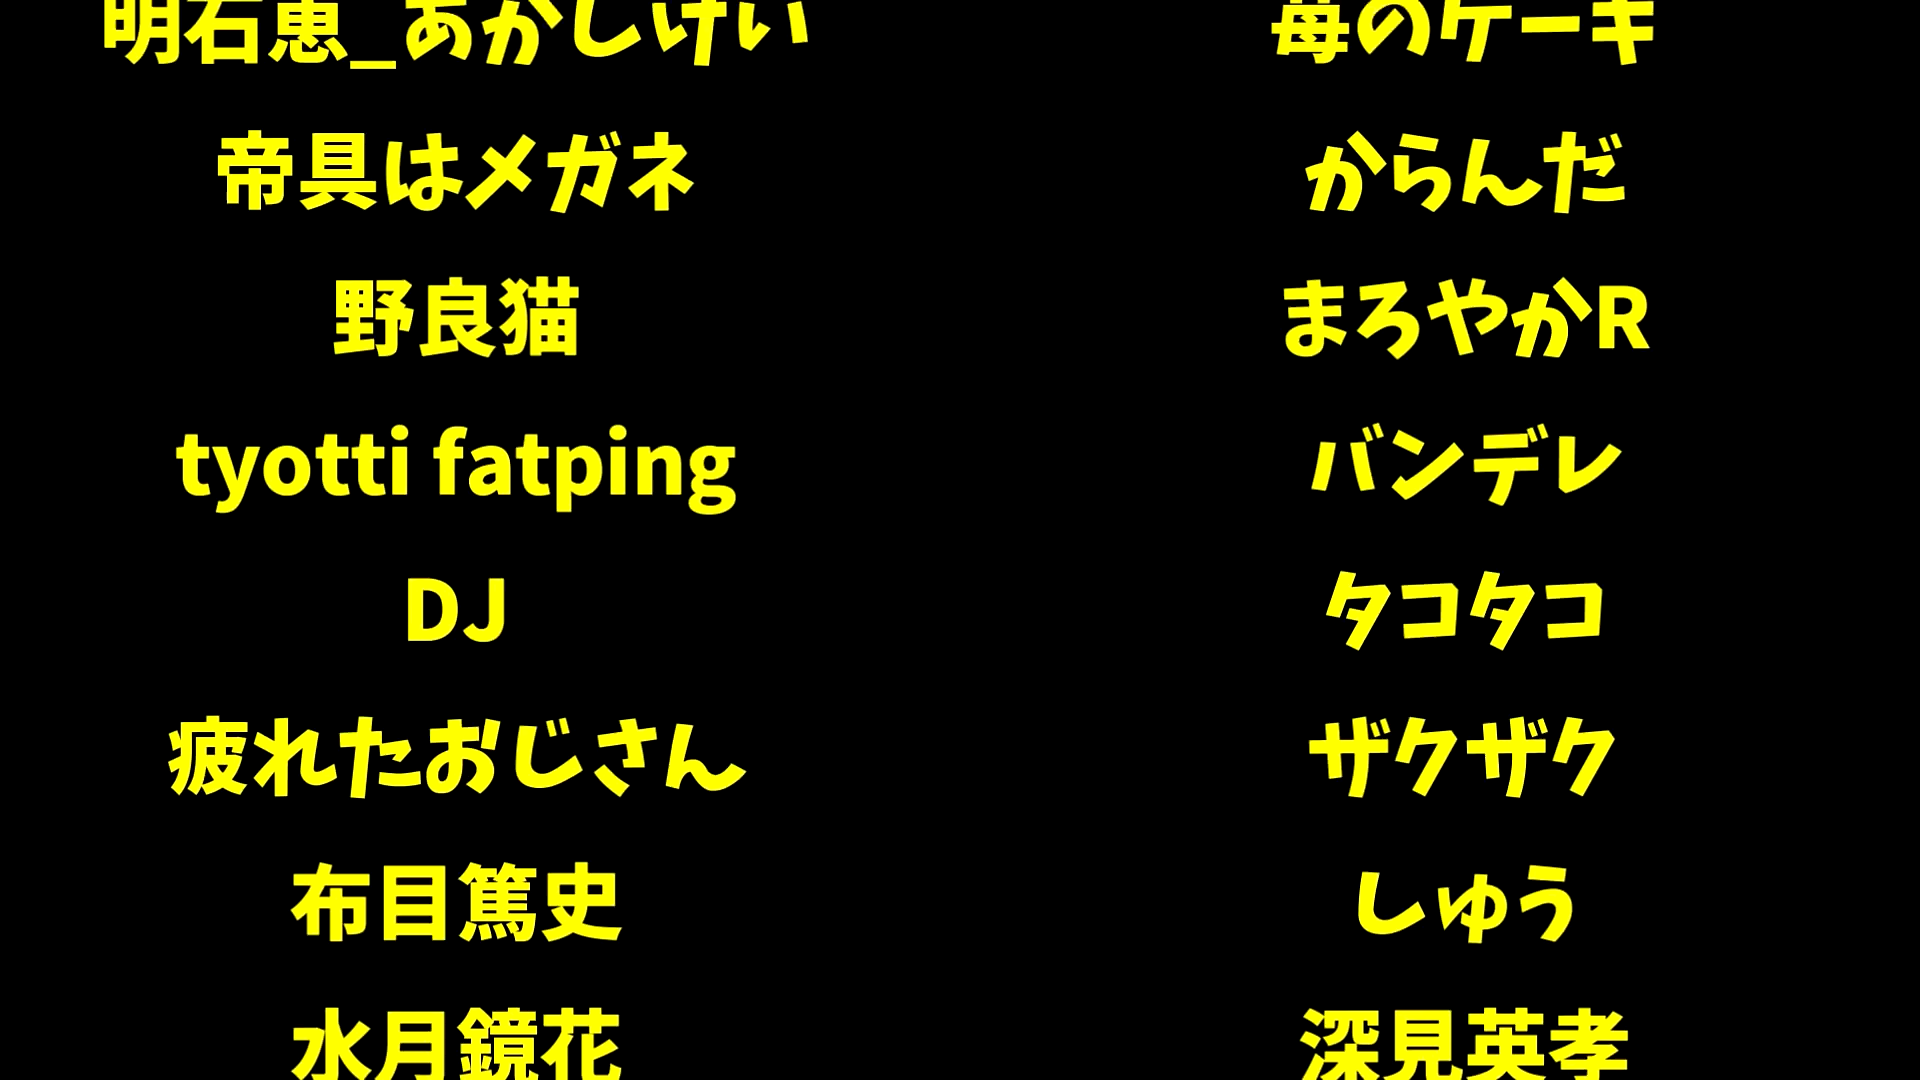 明石恵_あかしけい
苺のケーキ
帝具はメガネ
からんだ
野良猫
まろやかR
tyotti fatping
バンデレ
DJ
タコタコ
疲れたおじさん
ザクザク
布目篤史
しゅう
水月鏡花
深見英孝